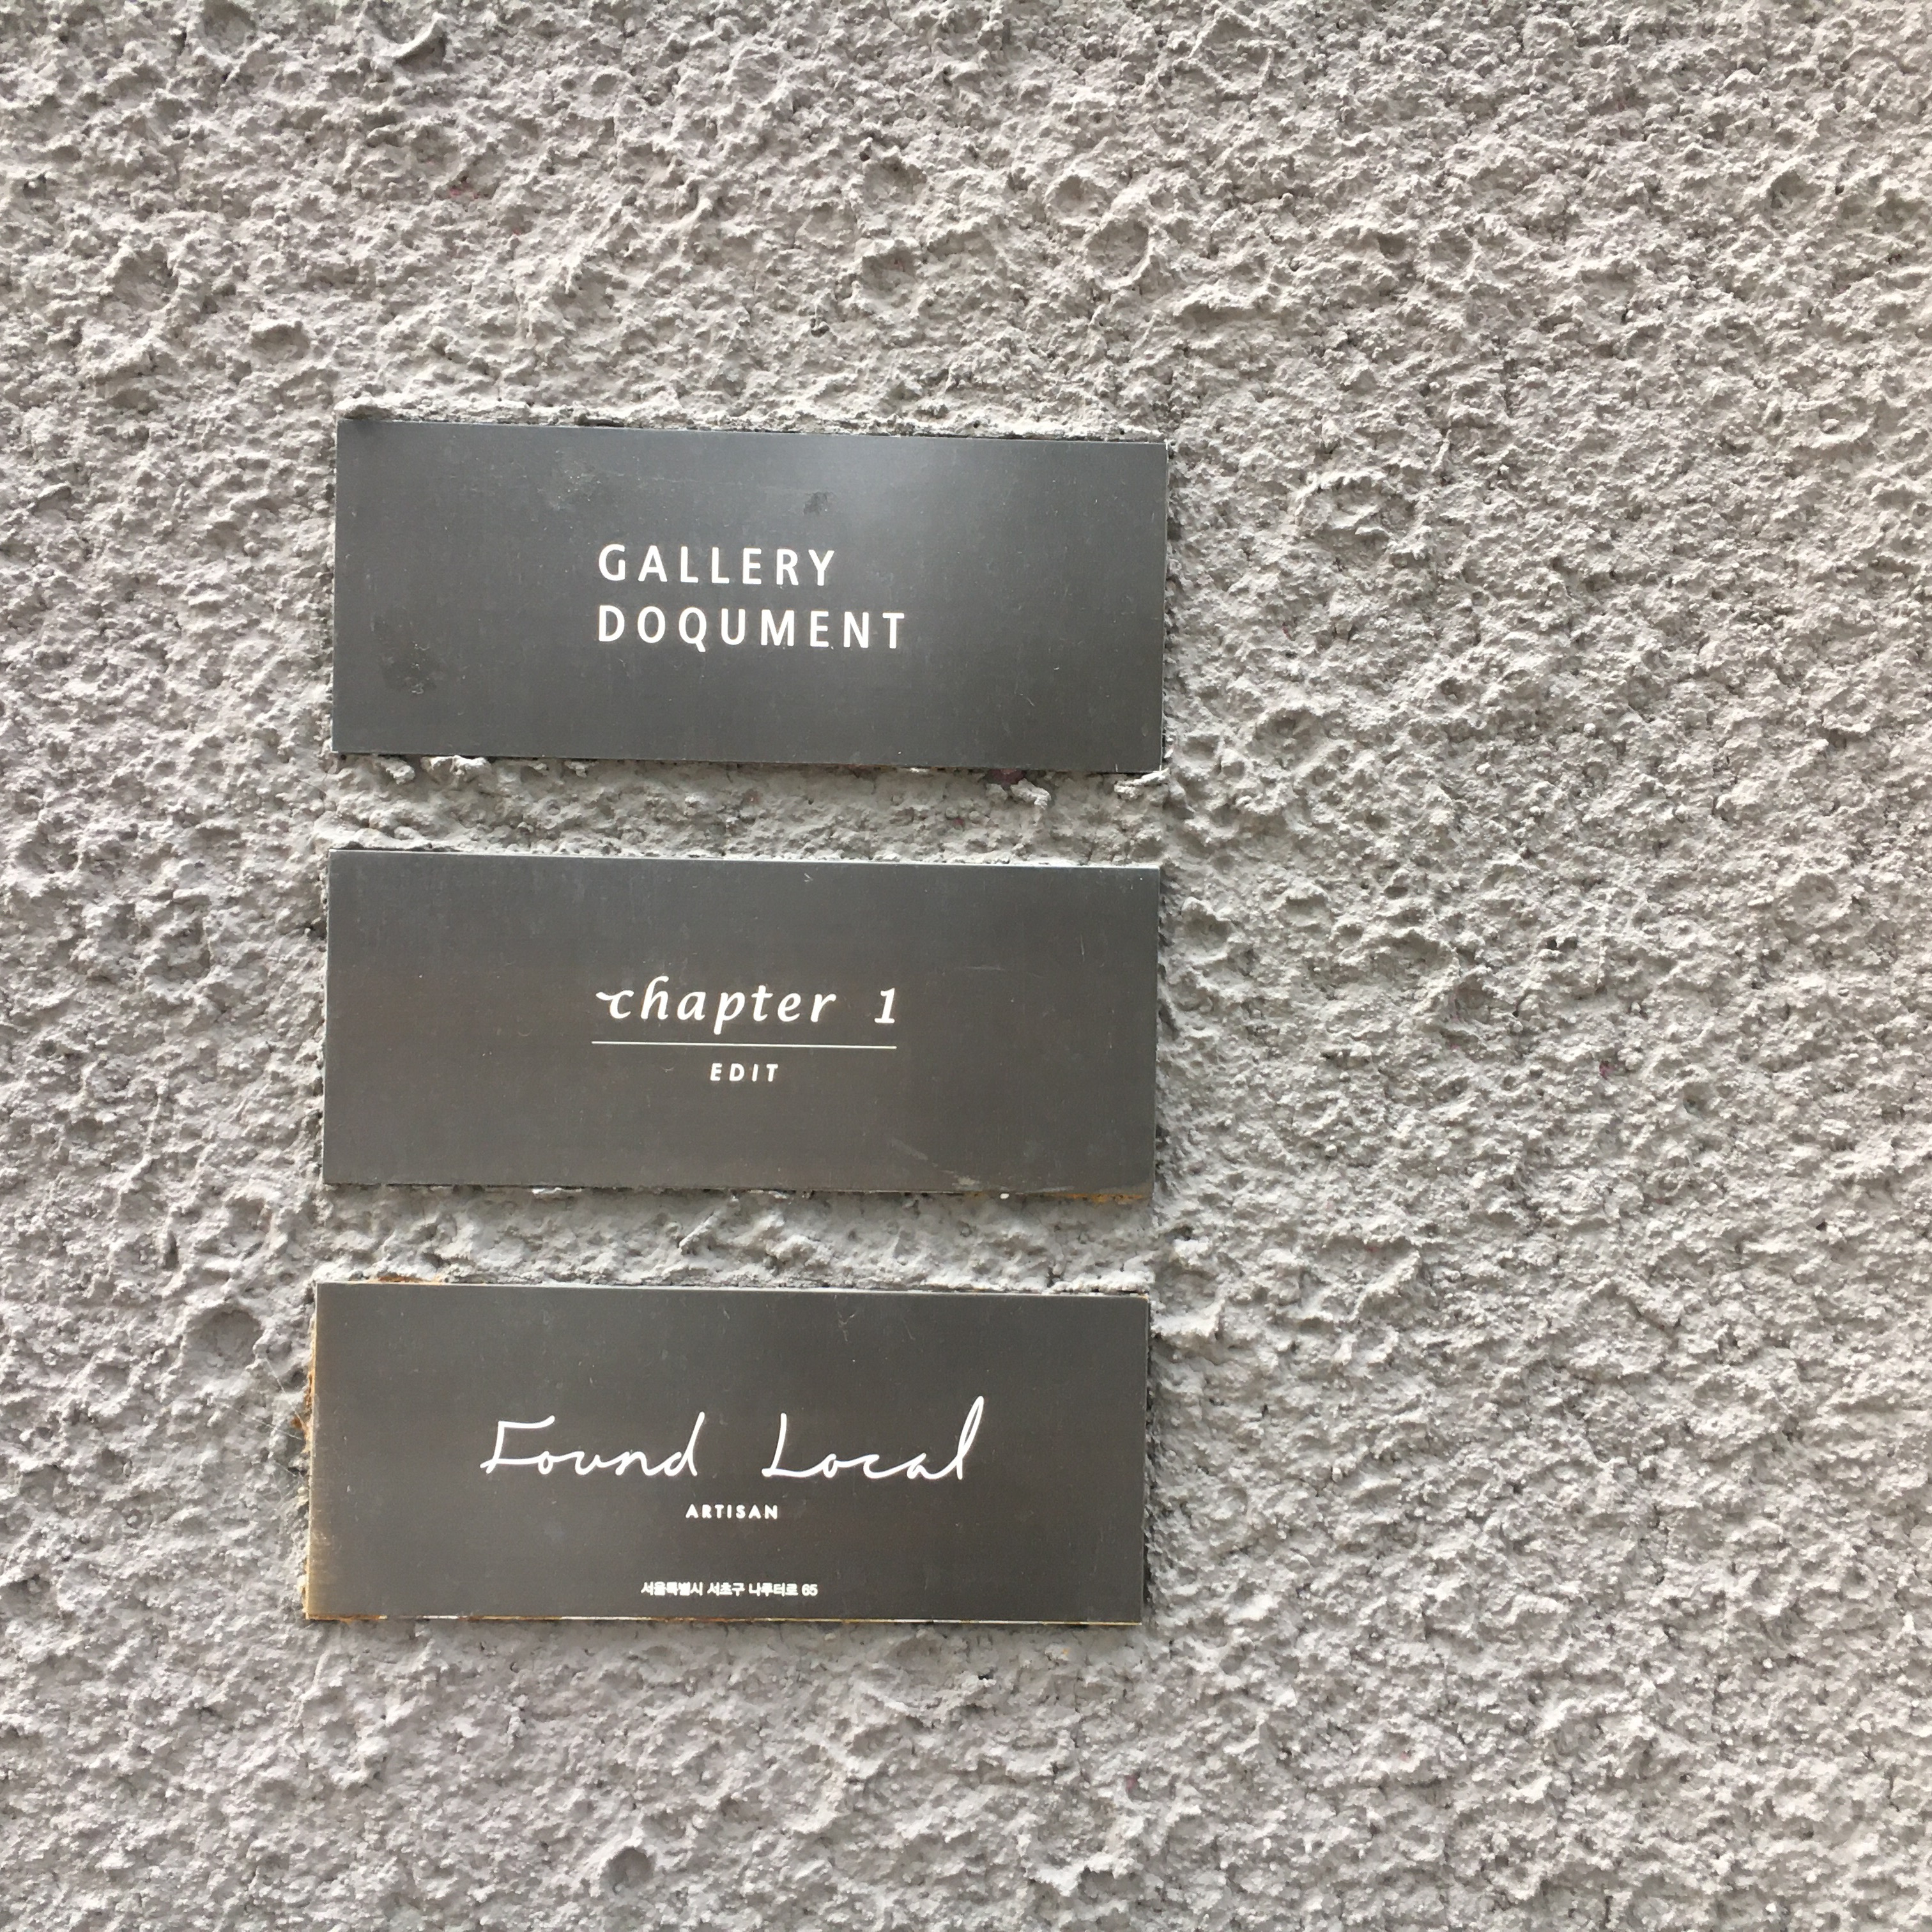 GALLERY
DOQUMENT
chapter 1
EDIT
Found Local
ARTISAN
서울특별시 서초구 나루터로 65